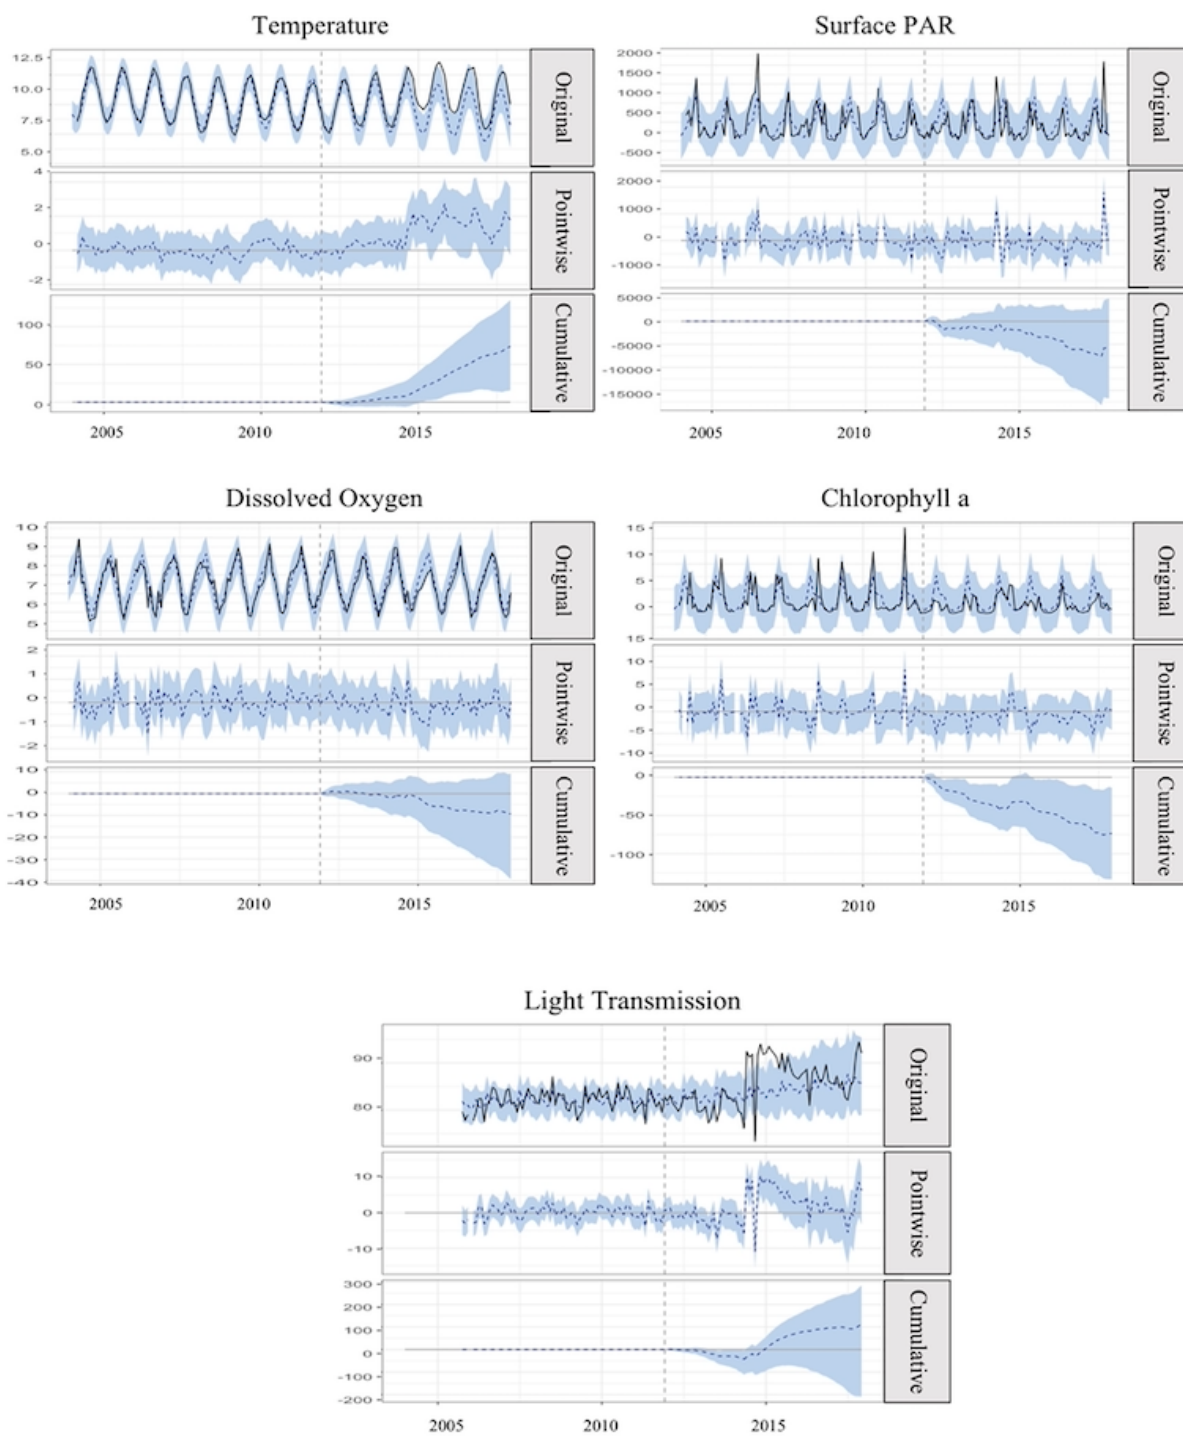 Temperature
12.5
10.0
7.5
5.0
Original
4
2
0
-2
Pointwise
100
50
0
Cumulative
2005 2010 2015
Surface PAR
2000
1500
1000
500
0
-500
Original
2000
1000
0
-1000
Pointwise
5000
0
-5000
-10000
-15000
Cumulative
2005 2010 2015
Dissolved Oxygen
10
9
8
7
6
5
Original
2
1
0
-1
-2
Pointwise
10
0
-10
-20
-30
-40
Cumulative
2005 2010 2015
Chlorophyll a
15
10
5
0
15
Original
10
5
0
-5
-10
Pointwise
0
-50
-100
Cumulative
2005 2010 2015
Light Transmission
90
80
Original
10
0
-10
Pointwise
300
200
100
0
-100
-200
Cumulative
2005 2010 2015